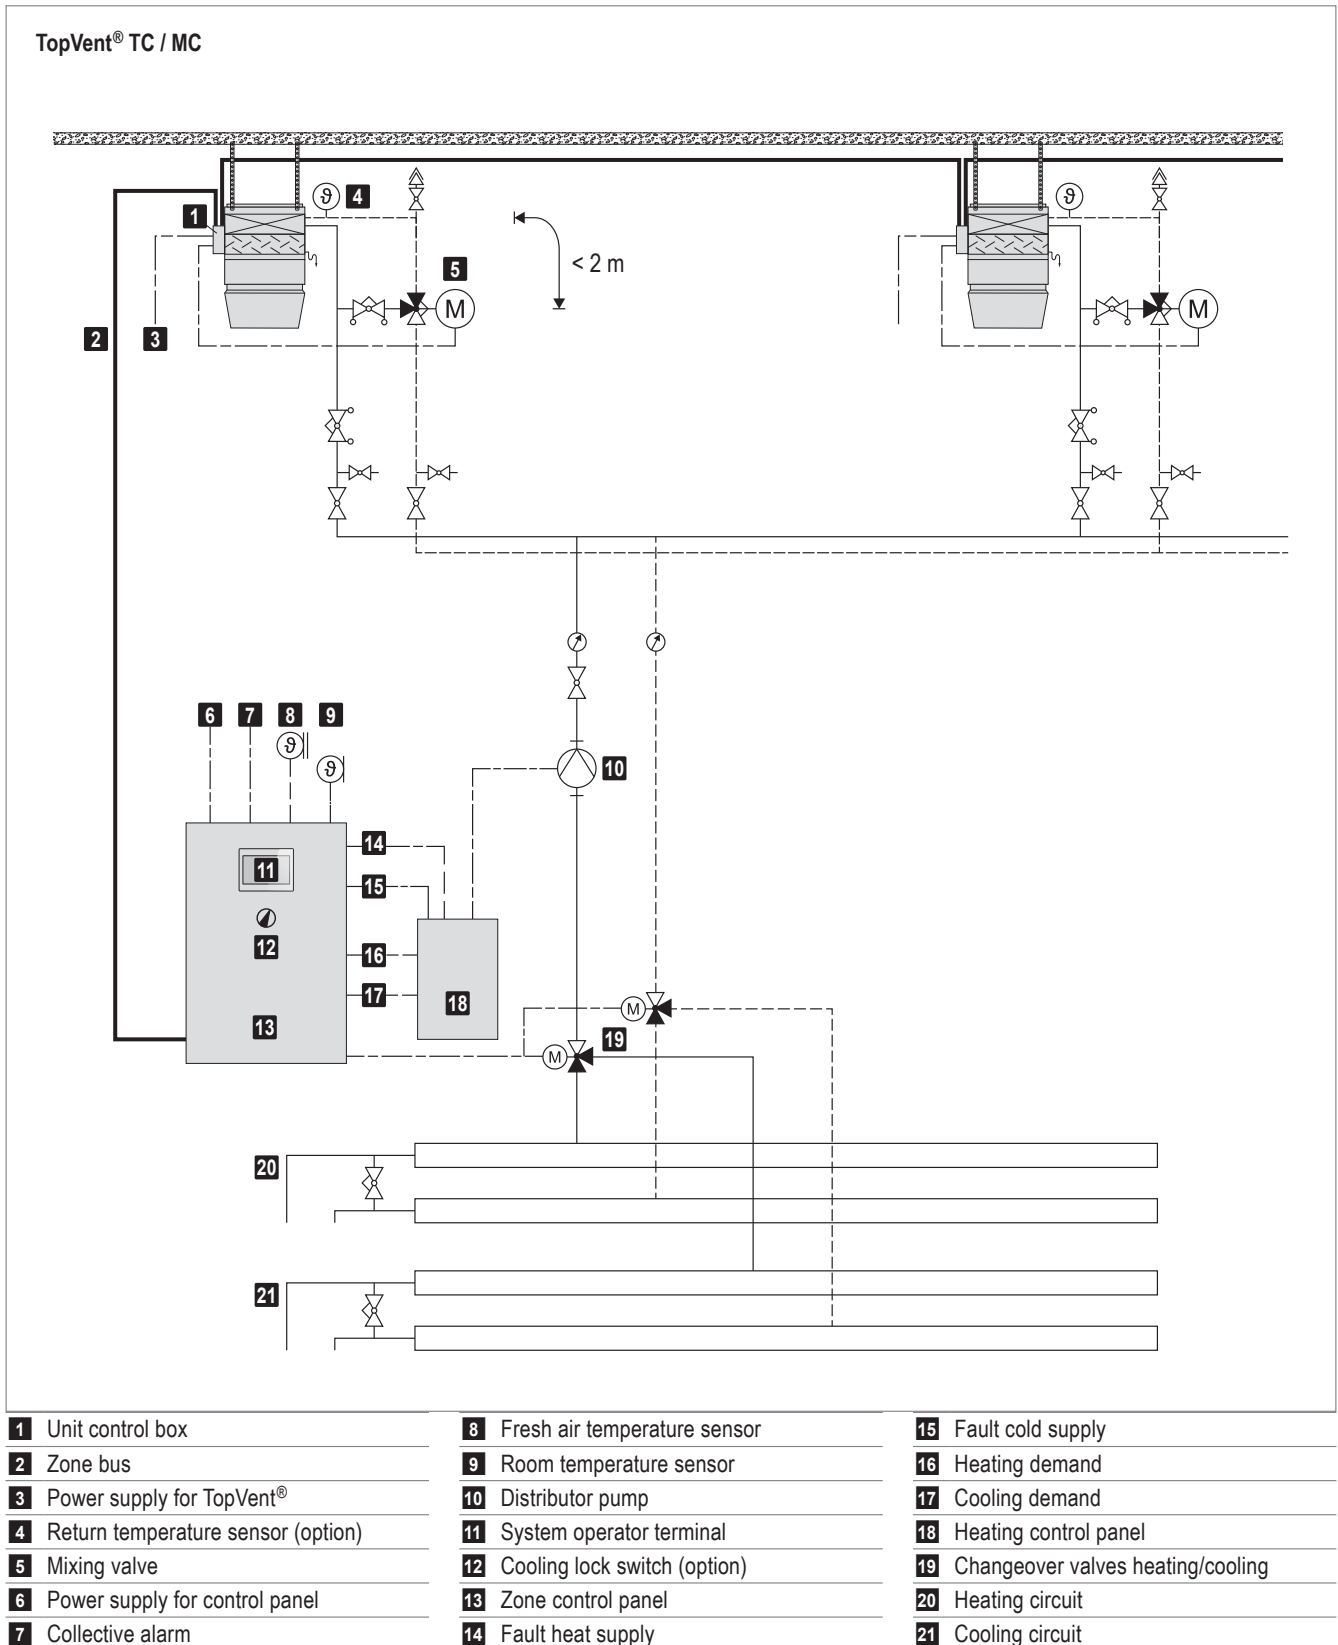 TopVent® TC / MC
ϑ 4 ϑ
1
< 2 m
5
M M
2 3
6 7 8 9
ϑ
ϑ
10
14
11 15
12 16
17 18
13 M 19
M
20
21
1 Unit control box
2 Zone bus
3 Power supply for TopVent®
4 Return temperature sensor (option)
5 Mixing valve
6 Power supply for control panel
7 Collective alarm
8 Fresh air temperature sensor
9 Room temperature sensor
10 Distributor pump
11 System operator terminal
12 Cooling lock switch (option)
13 Zone control panel
14 Fault heat supply
15 Fault cold supply
16 Heating demand
17 Cooling demand
18 Heating control panel
19 Changeover valves heating/cooling
20 Heating circuit
21 Cooling circuit